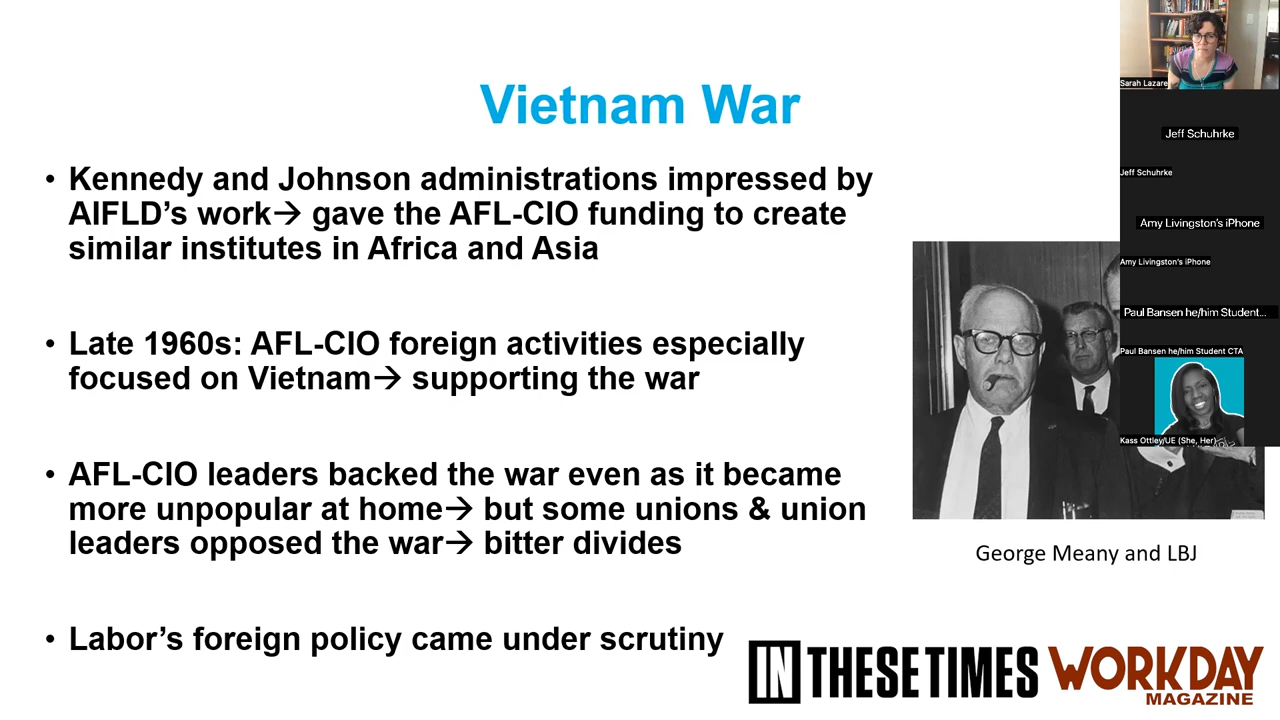 Vietnam War
• Kennedy and Johnson administrations impressed by
AIFLD's work→ gave the AFL-CIO funding to create
similar institutes in Africa and Asia
• Late 1960s: AFL-CIO foreign activities especially
focused on Vietnam→ supporting the war
• AFL-CIO leaders backed the war even as it became
more unpopular at home→ but some unions & union
leaders opposed the war→ bitter divides
• Labor's foreign policy came under scrutiny
George Meany and LBJ
IN THESE TIMES
WORKDAY
MAGAZINE
Sarah Lazare
Jeff Schuhrke
Jeff Schuhrke
Amy Livingston's iPhone
Amy Livingston's iPhone
Paul Bansen he/him Student...
Paul Bansen he/him Student CTA
Kass Ottley/UE (She, Her)